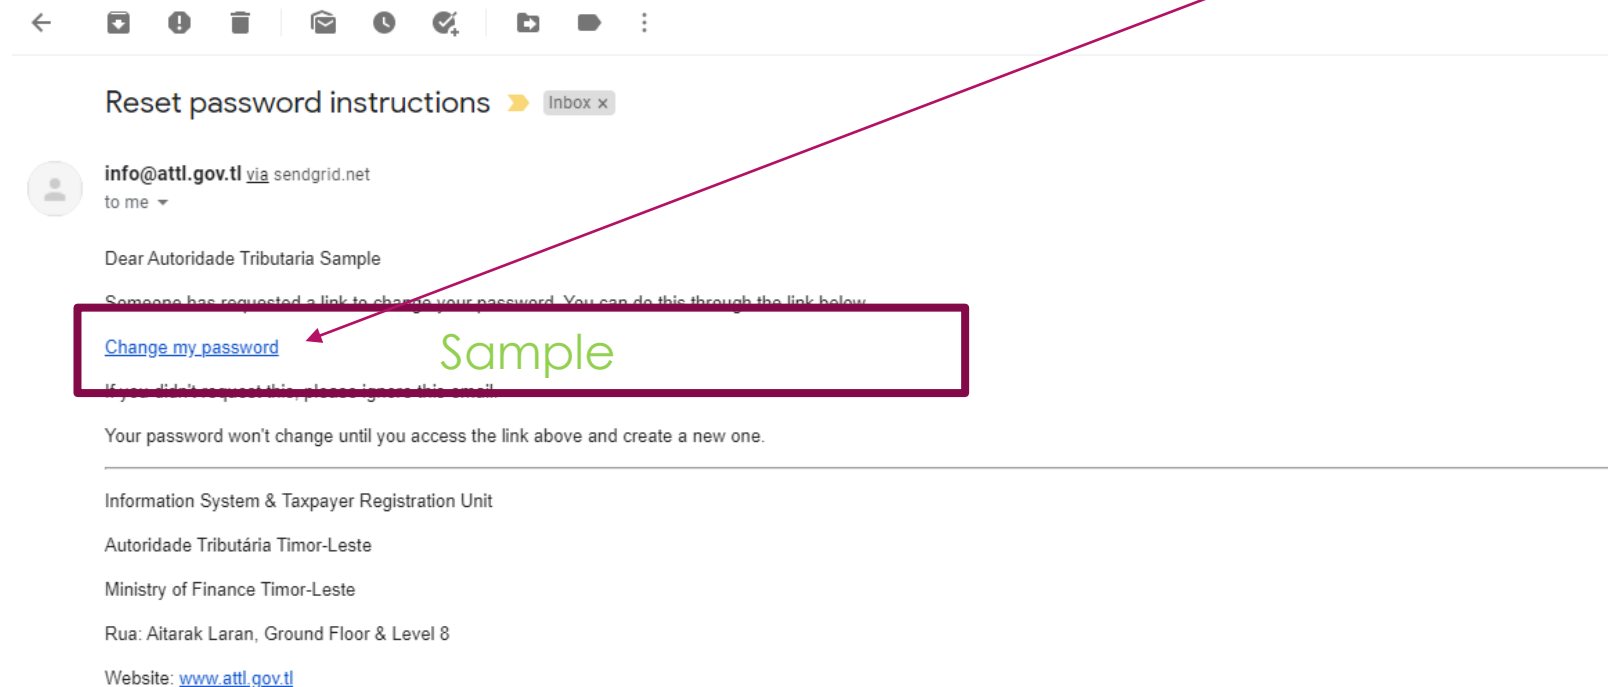 Reset password instructions Inbox x
info@attl.gov.tl via sendgrid.net
to me
Dear Autoridade Tributaria Sample
Someone has requested a link to change your password. You can do this through the link below.
Change my password
Sample
If you didn't request this, please ignore this email.
Your password won't change until you access the link above and create a new one.
Information System & Taxpayer Registration Unit
Autoridade Tributária Timor-Leste
Ministry of Finance Timor-Leste
Rua: Aitarak Laran, Ground Floor & Level 8
Website: www.attl.gov.tl